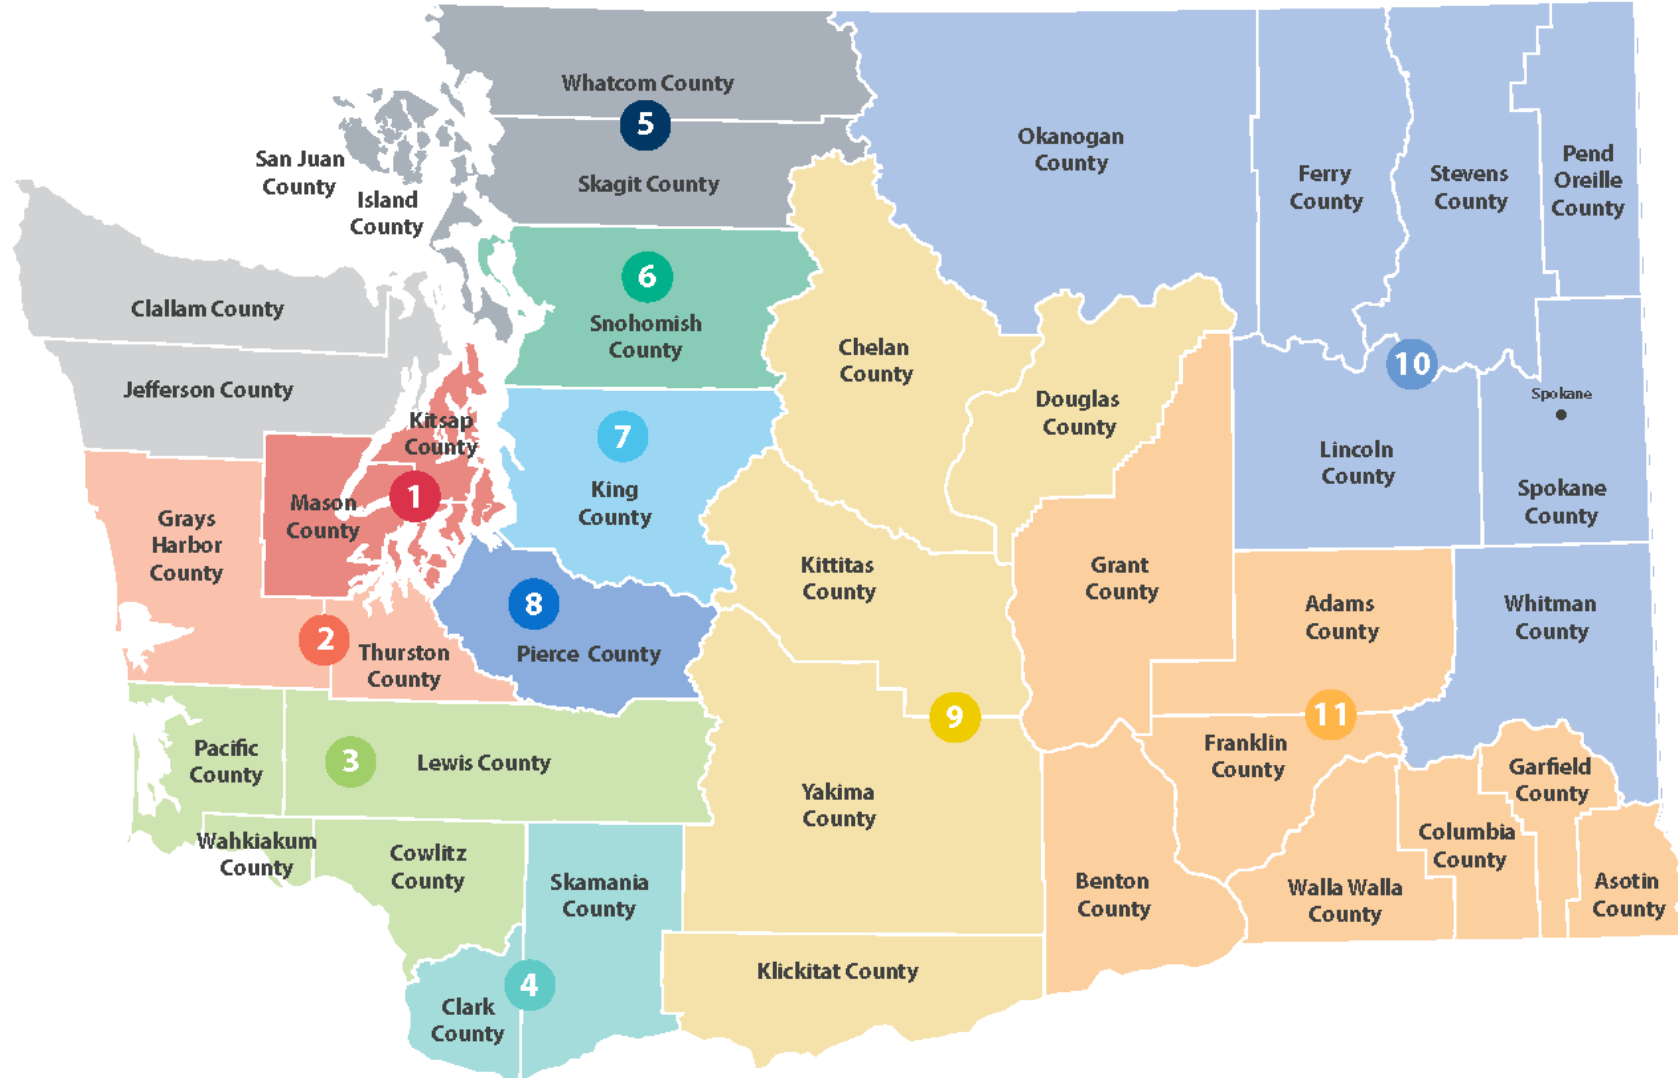 Whatcom County
5
Skagit County
San Juan
County
Island
County
Okanogan
County
Ferry
County
Stevens
County
Pend
Oreille
County
Clallam County
Jefferson County
6
Snohomish
County
Chelan
County
Douglas
County
10
Spokane
Lincoln
County
Spokane
County
Kitsap
County
7
King
County
Mason
County
1
Grays
Harbor
County
Kittitas
County
Grant
County
Adams
County
Whitman
County
8
Pierce County
2
Thurston
County
9
11
Franklin
County
Pacific
County
3
Lewis County
Yakima
County
Garfield
County
Wahkiakum
County
Cowlitz
County
Skamania
County
Benton
County
Walla Walla
County
Columbia
County
Asotin
County
Klickitat County
4
Clark
County